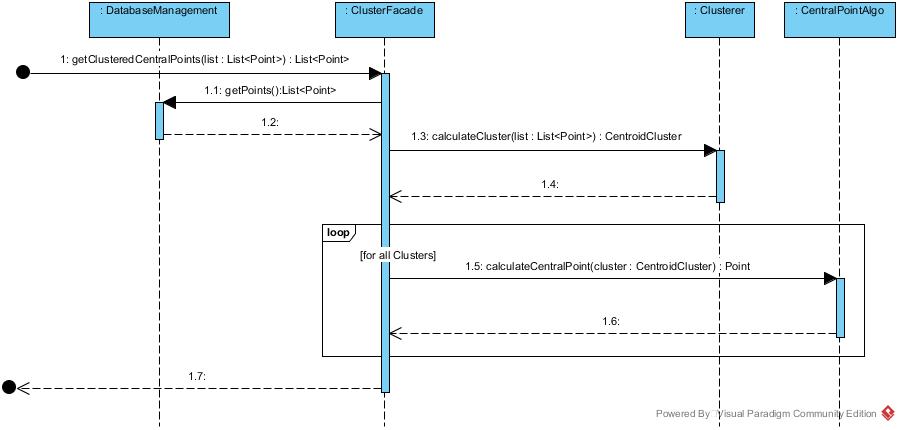 : DatabaseManagement
: ClusterFacade
: Clusterer
: CentralPointAlgo
1: getClusteredCentralPoints(list : List<Point>) : List<Point>
1.1: getPoints():List<Point>
1.2:
1.3: calculateCluster(list : List<Point>) : CentroidCluster
1.4:
loop
[for all Clusters]
1.5: calculateCentralPoint(cluster : CentroidCluster) : Point
1.6:
1.7:
Powered By Visual Paradigm Community Edition